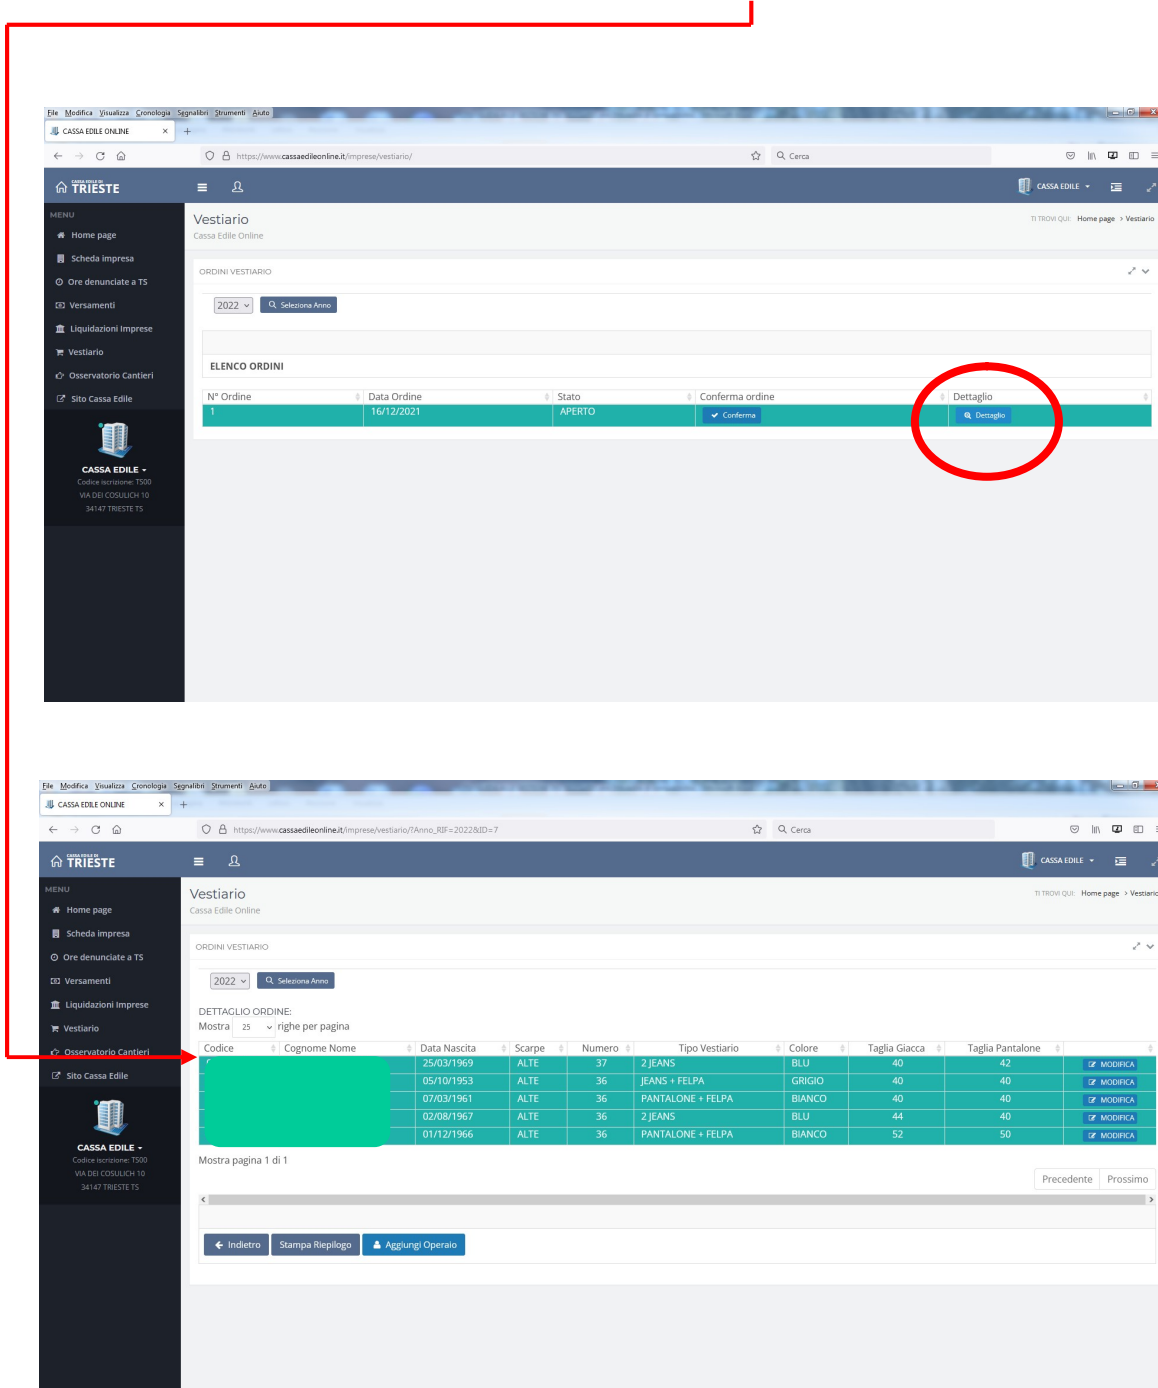 File Modifica Visualizza Cronologia Segnalibri Strumenti Aiuto
CASSA EDILE ONLINE × +
https://www.cassaedileonline.it/imprese/vestiario/ Cerca
CASSA EDILE DI
TRIESTE CASSA EDILE
MENU
Home page
Scheda impresa
Ore denunciate a TS
Versamenti
Liquidazioni Imprese
Vestiario
Osservatorio Cantieri
Sito Cassa Edile
CASSA EDILE
Codice iscrizione: TS00
VIA DEI COSULICH 10
34147 TRIESTE TS
Vestiario TI TROVI QUI: Home page > Vestiario
Cassa Edile Online
ORDINI VESTIARIO
2022 Seleziona Anno
ELENCO ORDINI
N° Ordine Data Ordine Stato Conferma ordine Dettaglio
1 16/12/2021 APERTO Conferma Dettaglio
File Modifica Visualizza Cronologia Segnalibri Strumenti Aiuto
CASSA EDILE ONLINE × +
https://www.cassaedileonline.it/imprese/vestiario/?Anno_RIF=2022&ID=7 Cerca
CASSA EDILE DI
TRIESTE CASSA EDILE
MENU
Home page
Scheda impresa
Ore denunciate a TS
Versamenti
Liquidazioni Imprese
Vestiario
Osservatorio Cantieri
Sito Cassa Edile
CASSA EDILE
Codice iscrizione: TS00
VIA DEI COSULICH 10
34147 TRIESTE TS
Vestiario TI TROVI QUI: Home page > Vestiario
Cassa Edile Online
ORDINI VESTIARIO
2022 Seleziona Anno
DETTAGLIO ORDINE:
Mostra 25 righe per pagina
Codice Cognome Nome Data Nascita Scarpe Numero Tipo Vestiario Colore Taglia Giacca Taglia Pantalone
25/03/1969 ALTE 37 2 JEANS BLU 40 42 MODIFICA
05/10/1953 ALTE 36 JEANS + FELPA GRIGIO 40 40 MODIFICA
07/03/1961 ALTE 36 PANTALONE + FELPA BIANCO 40 40 MODIFICA
02/08/1967 ALTE 36 2 JEANS BLU 44 40 MODIFICA
01/12/1966 ALTE 36 PANTALONE + FELPA BIANCO 52 50 MODIFICA
Mostra pagina 1 di 1
Precedente Prossimo
Indietro Stampa Riepilogo Aggiungi Operaio